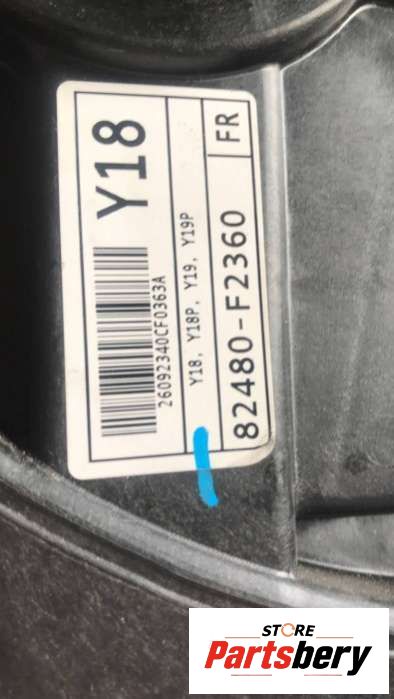 Y18
26092340CF0363A
Y18, Y18P, Y19, Y19P
82480-F2360 FR
STORE
Partsbery